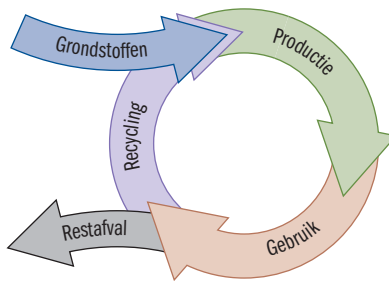 Grondstoffen
Productie
Recycling
Restafval
Gebruik